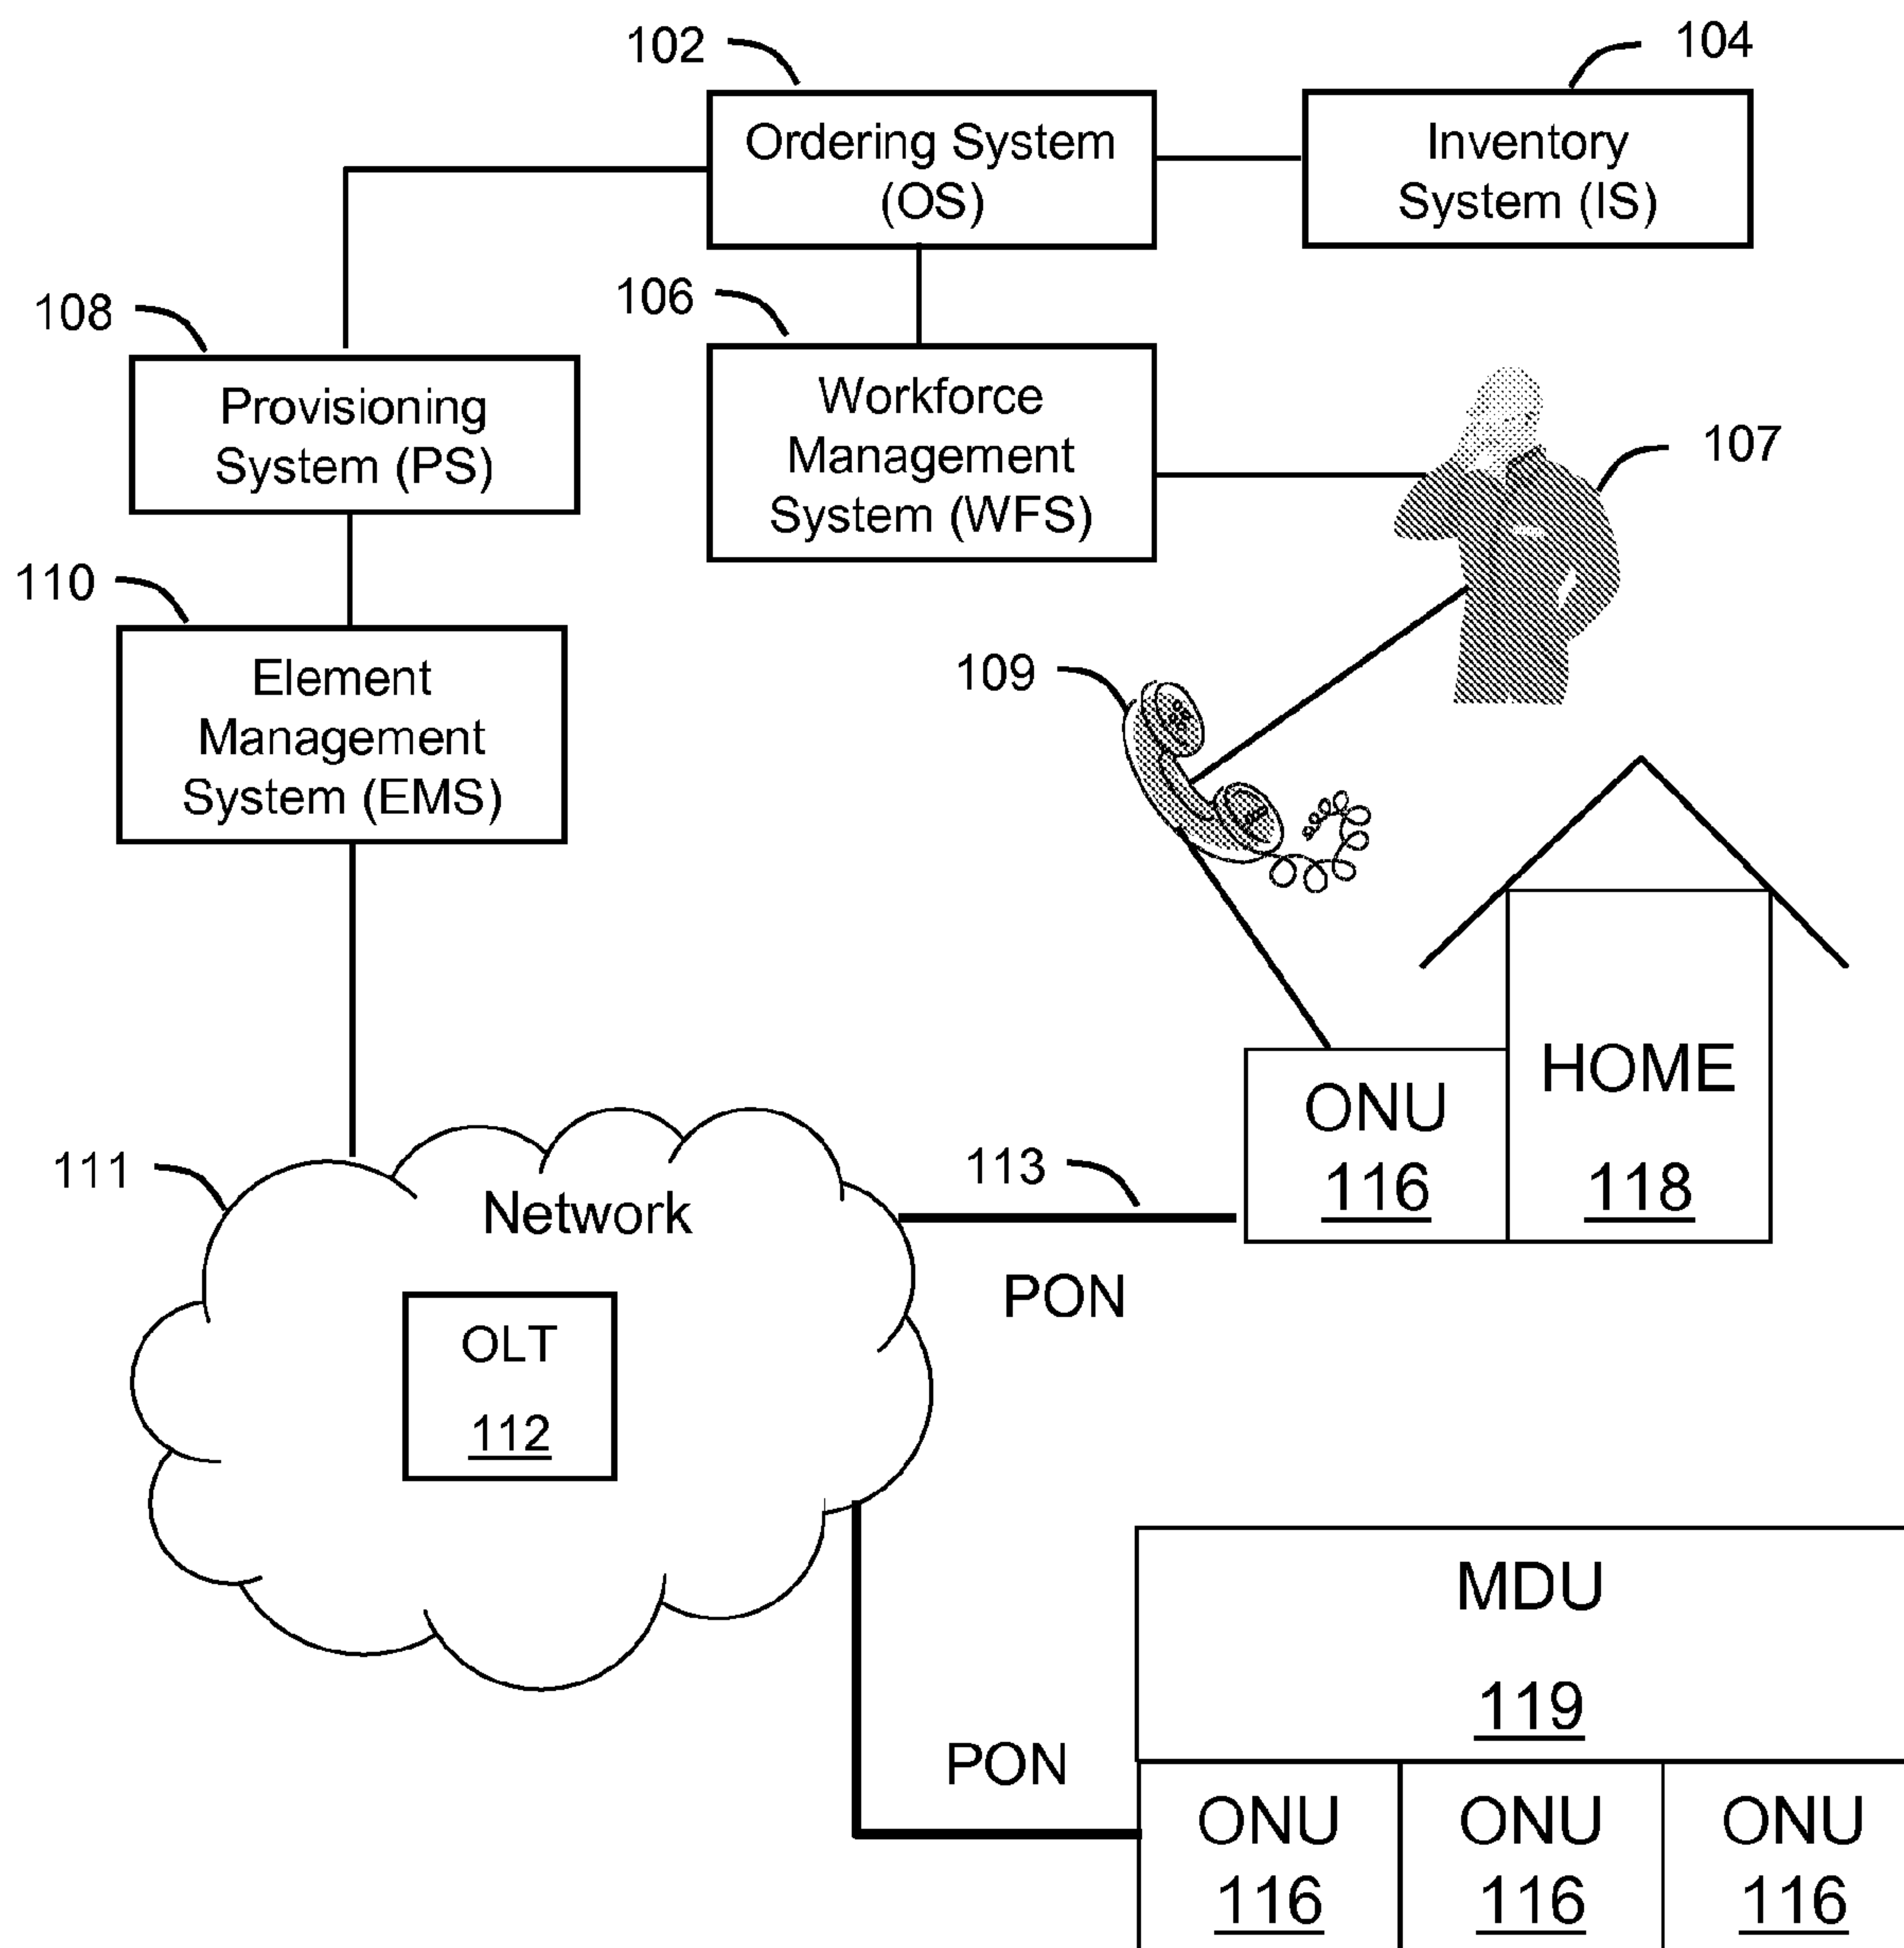 102
104
Ordering System
(OS)
Inventory
System (IS)
108
106
Provisioning
System (PS)
Workforce
Management
System (WFS)
107
110
Element
Management
System (EMS)
109
HOME
118
ONU
116
111
Network
113
PON
OLT
112
MDU
119
PON
ONU
116
ONU
116
ONU
116